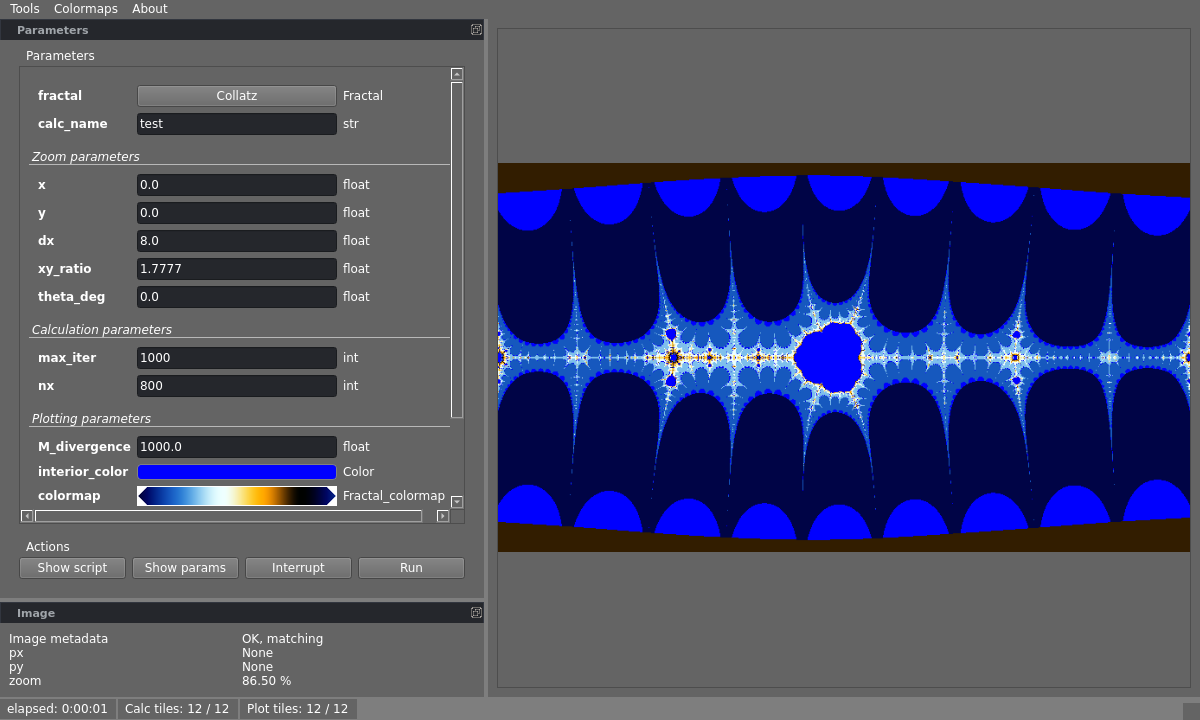 Tools Colormaps About
Parameters
Parameters
fractal Collatz Fractal
calc_name test str
Zoom parameters
x 0.0 float
y 0.0 float
dx 8.0 float
xy_ratio 1.7777 float
theta_deg 0.0 float
Calculation parameters
max_iter 1000 int
nx 800 int
Plotting parameters
M_divergence 1000.0 float
interior_color Color
colormap Fractal_colormap
Actions
Show script Show params Interrupt Run
Image
Image metadata OK, matching
px None
py None
zoom 86.50 %
elapsed: 0:00:01 Calc tiles: 12 / 12 Plot tiles: 12 / 12